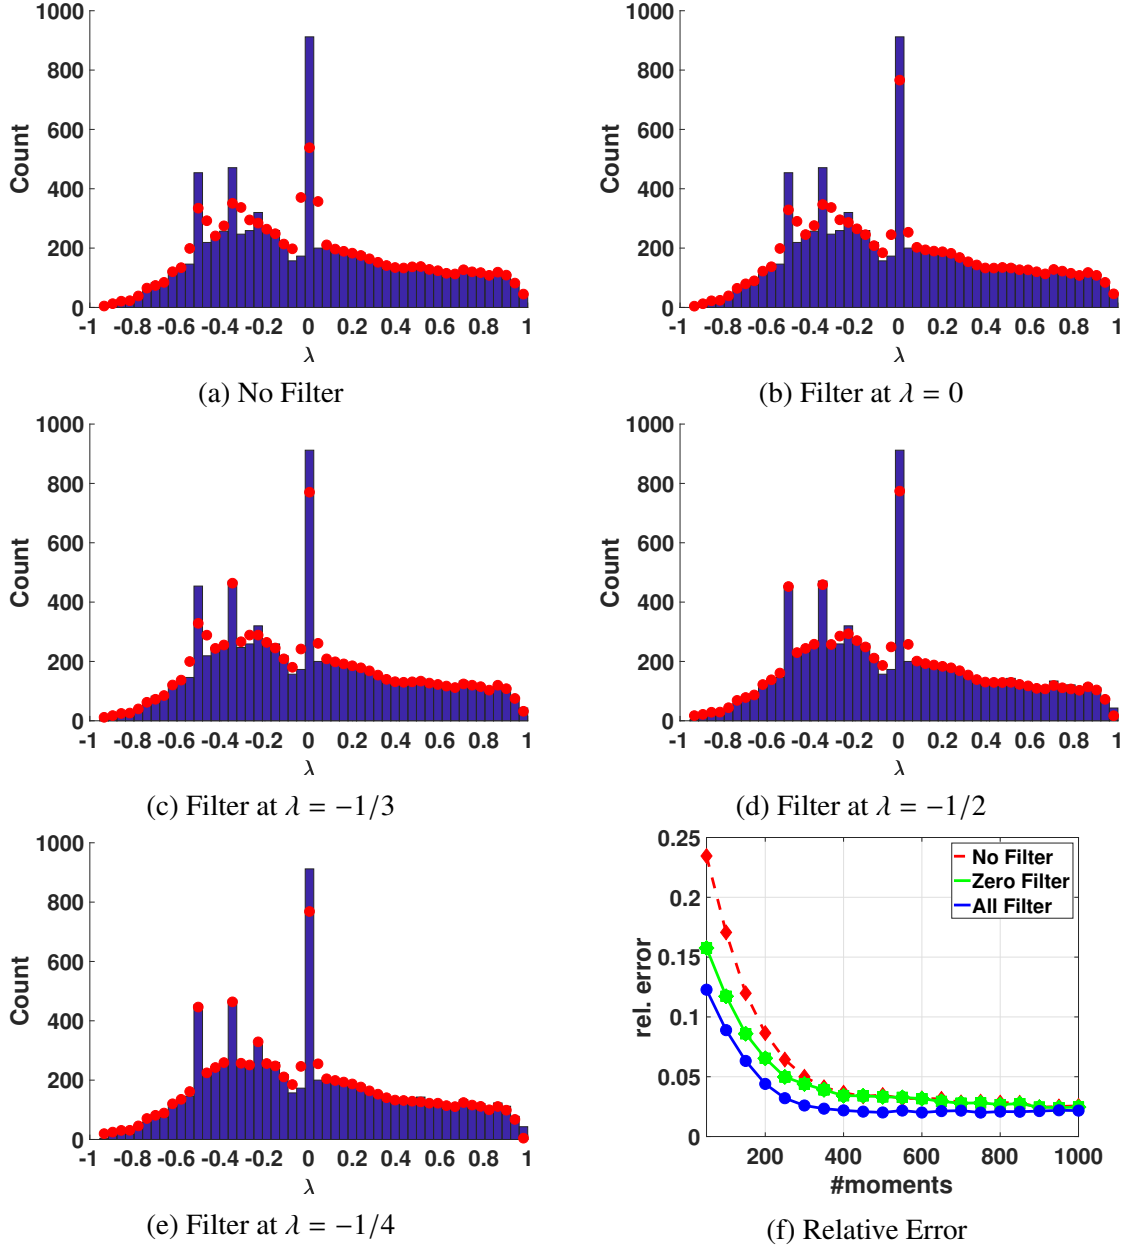 1000
800
600
400
200
0
Count
-1 -0.8 -0.6 -0.4 -0.2 0 0.2 0.4 0.6 0.8 1
λ
(a) No Filter
1000
800
600
400
200
0
Count
-1 -0.8 -0.6 -0.4 -0.2 0 0.2 0.4 0.6 0.8 1
λ
(b) Filter at λ = 0
1000
800
600
400
200
0
Count
-1 -0.8 -0.6 -0.4 -0.2 0 0.2 0.4 0.6 0.8 1
λ
(c) Filter at λ = −1/3
1000
800
600
400
200
0
Count
-1 -0.8 -0.6 -0.4 -0.2 0 0.2 0.4 0.6 0.8 1
λ
(d) Filter at λ = −1/2
1000
800
600
400
200
0
Count
-1 -0.8 -0.6 -0.4 -0.2 0 0.2 0.4 0.6 0.8 1
λ
(e) Filter at λ = −1/4
0.25
0.2
0.15
0.1
0.05
0
rel. error
No Filter
Zero Filter
All Filter
200 400 600 800 1000
#moments
(f) Relative Error